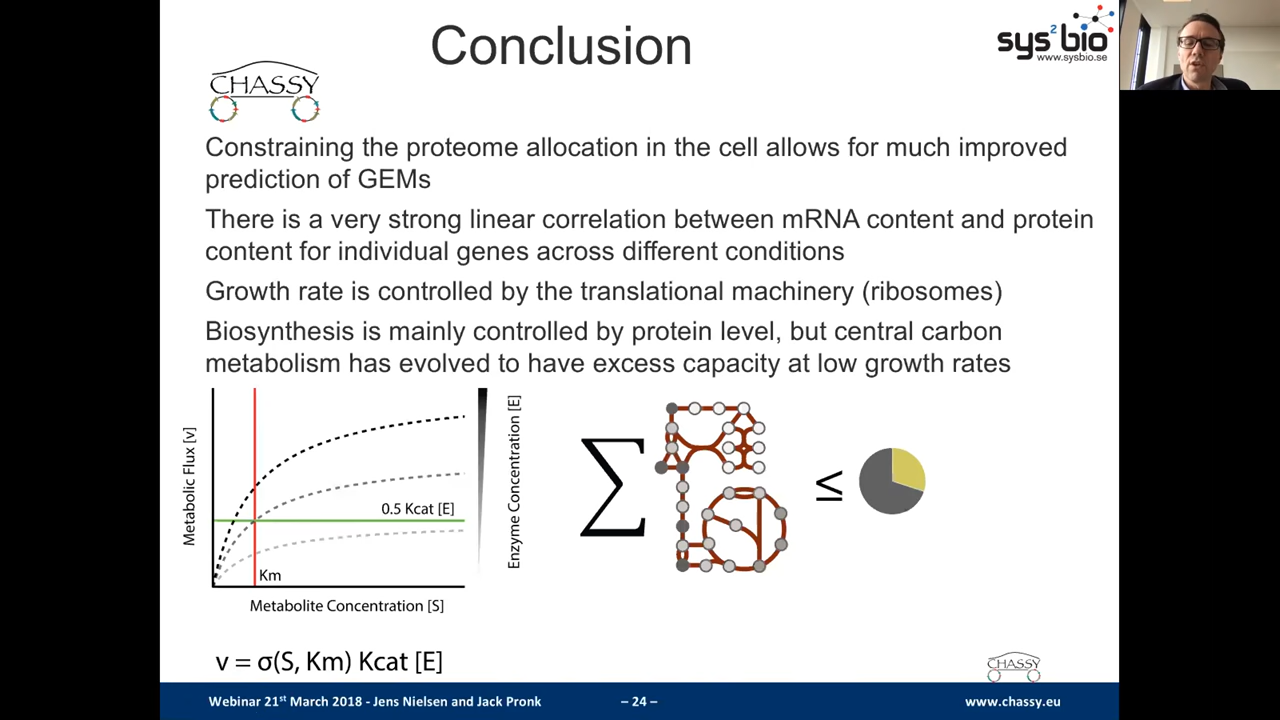 Conclusion
sys2bio
www.sysbio.se
CHASSY
Constraining the proteome allocation in the cell allows for much improved
prediction of GEMs
There is a very strong linear correlation between mRNA content and protein
content for individual genes across different conditions
Growth rate is controlled by the translational machinery (ribosomes)
Biosynthesis is mainly controlled by protein level, but central carbon
metabolism has evolved to have excess capacity at low growth rates
Metabolic Flux [v]
0.5 Kcat [E]
Km
Metabolite Concentration [S]
Enzyme Concentration [E]
∑
≤
v = σ(S, Km) Kcat [E]
CHASSY
Webinar 21st March 2018 - Jens Nielsen and Jack Pronk
– 24 –
www.chassy.eu